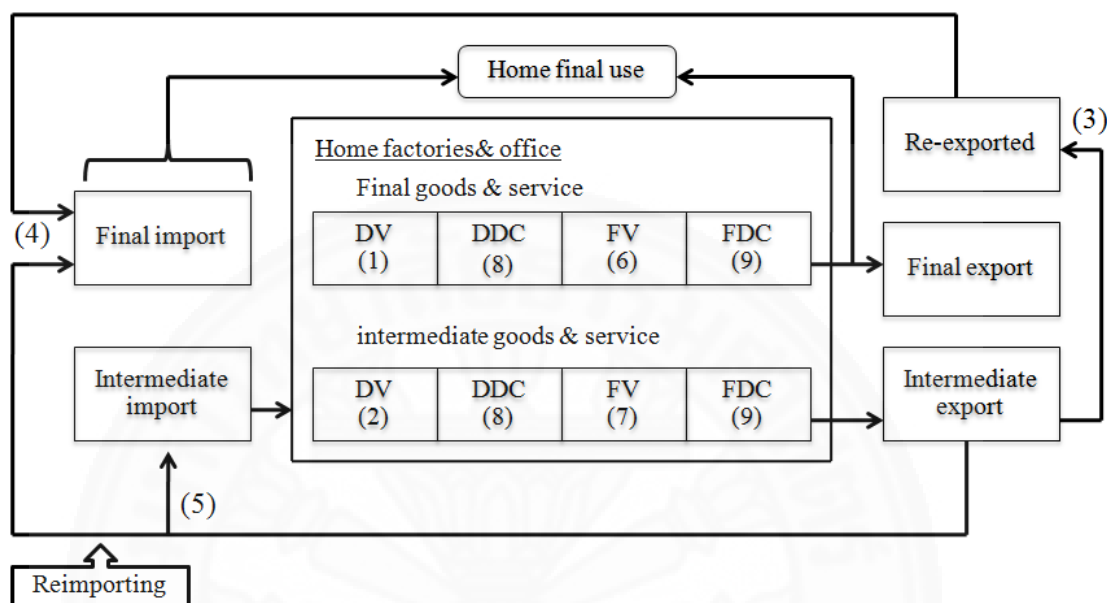 Home final use
Re-exported
(3)
Home factories& office
Final goods & service
(4)
Final import
DV
(1)
DDC
(8)
FV
(6)
FDC
(9)
Final export
intermediate goods & service
Intermediate
import
DV
(2)
DDC
(8)
FV
(7)
FDC
(9)
Intermediate
export
(5)
Reimporting